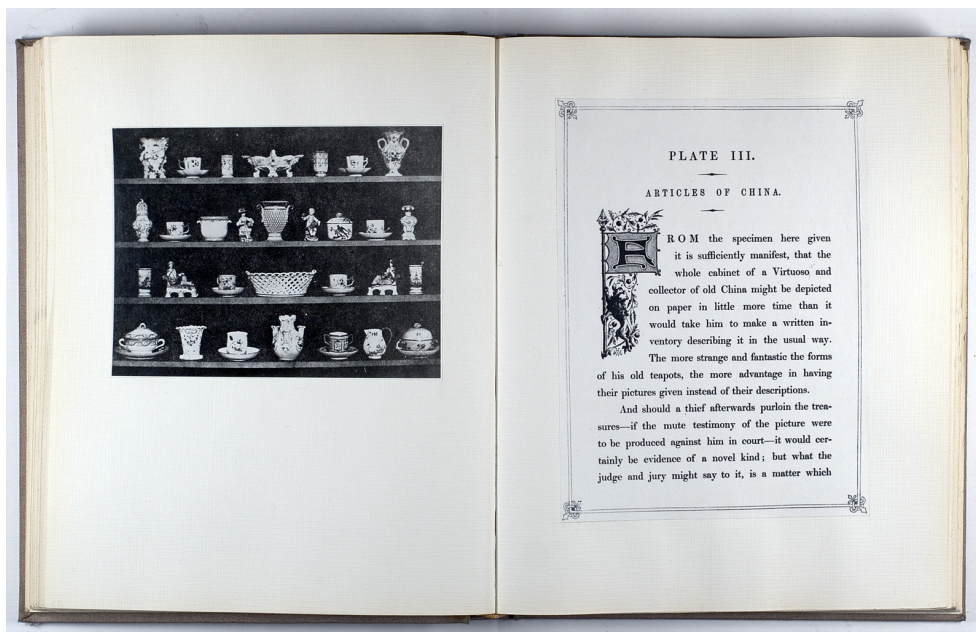 PLATE III.
ARTICLES OF CHINA.
FROM the specimen here given
it is sufficiently manifest, that the
whole cabinet of a Virtuoso and
collector of old China might be depicted
on paper in little more time than it
would take him to make a written in-
ventory describing it in the usual way.
The more strange and fantastic the forms
of his old teapots, the more advantage in having
their pictures given instead of their descriptions.
And should a thief afterwards purloin the trea-
sures—if the mute testimony of the picture were
to be produced against him in court—it would cer-
tainly be evidence of a novel kind; but what the
judge and jury might say to it, is a matter which